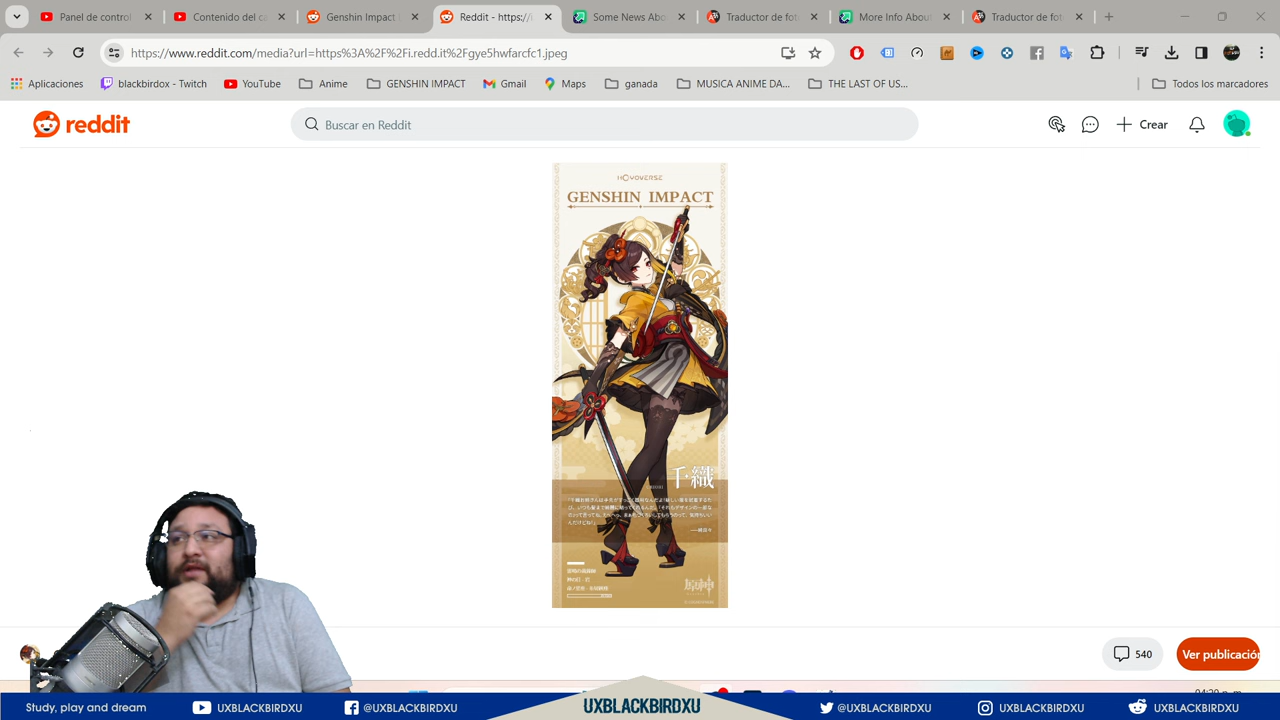 Panel de control
Contenido del ca
Genshin Impact
Reddit - https://
Some News Abo
Traductor de fot
More Info About
Traductor de fot
https://www.reddit.com/media?url=https%3A%2F%2Fi.redd.it%2Fgye5hwfarcfc1.jpeg
Aplicaciones
blackbirdox - Twitch
YouTube
Anime
GENSHIN IMPACT
Gmail
Maps
ganada
MUSICA ANIME DA...
THE LAST OF US...
Todos los marcadores
reddit
Buscar en Reddit
Crear
HOYOVERSE
GENSHIN IMPACT
千織
原神
540
Ver publicación
Study, play and dream
UXBLACKBIRDXU
@UXBLACKBIRDXU
UXBLACKBIRDXU
@UXBLACKBIRDXU
UXBLACKBIRDXU
UXBLACKBIRDXU